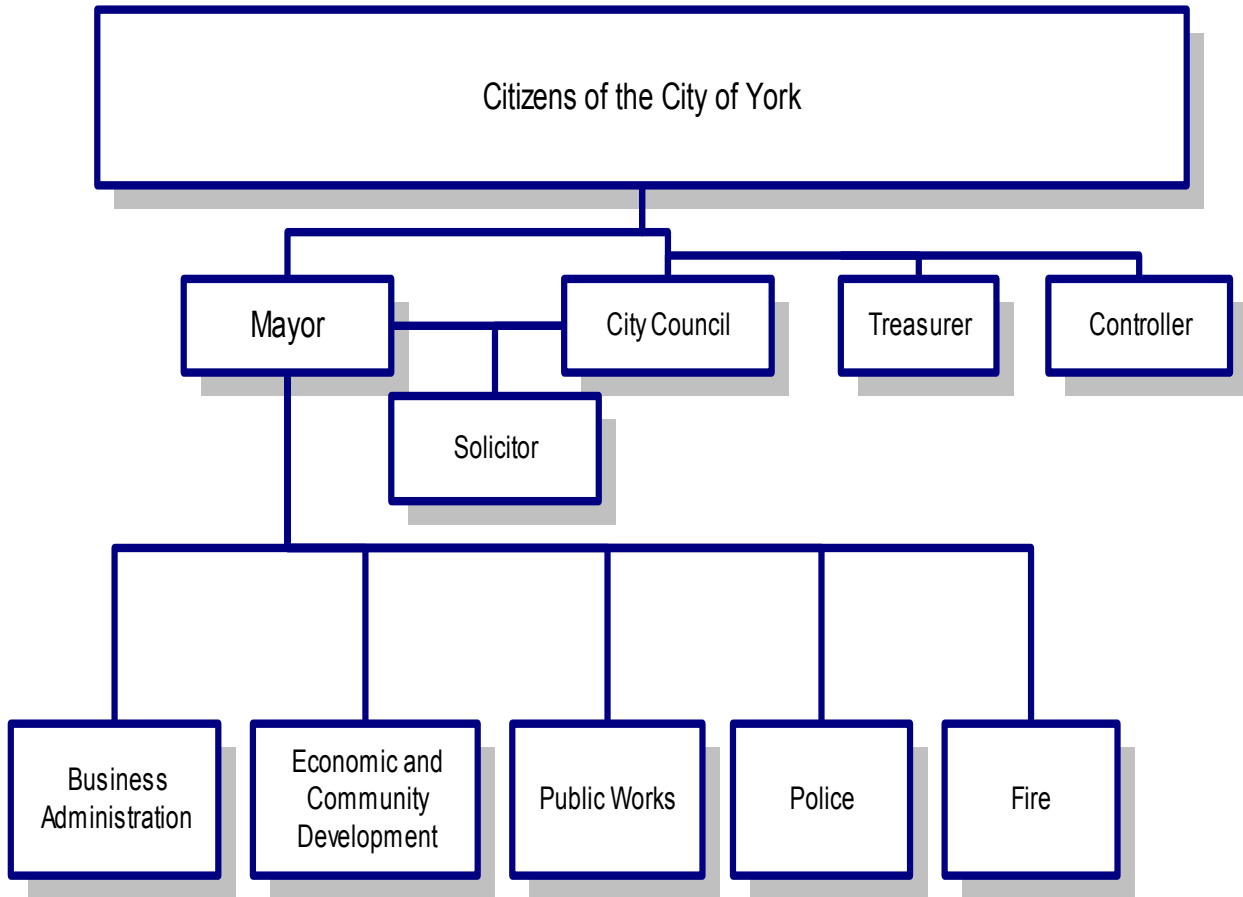 Citizens of the City of York
Mayor
City Council
Treasurer
Controller
Solicitor
Business
Administration
Economic and
Community
Development
Public Works
Police
Fire